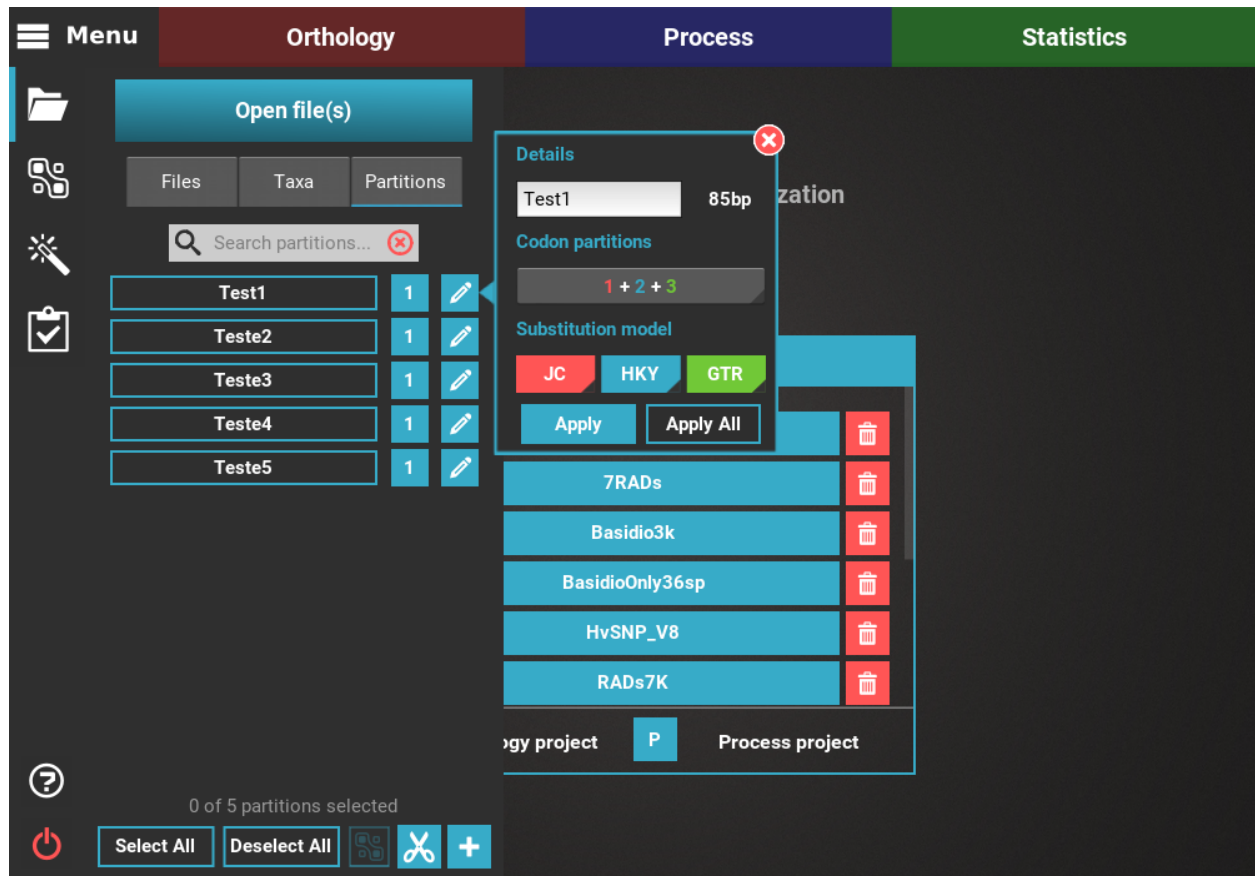 Menu
Orthology
Process
Statistics
Open file(s)
Files
Taxa
Partitions
Search partitions...
Test1
1
Teste2
1
Teste3
1
Teste4
1
Teste5
1
0 of 5 partitions selected
Select All
Deselect All
Details
Test1
85bp
Codon partitions
1 + 2 + 3
Substitution model
JC
HKY
GTR
Apply
Apply All
zation
7RADs
Basidio3k
BasidioOnly36sp
HvSNP_V8
RADs7K
ogy project
P
Process project